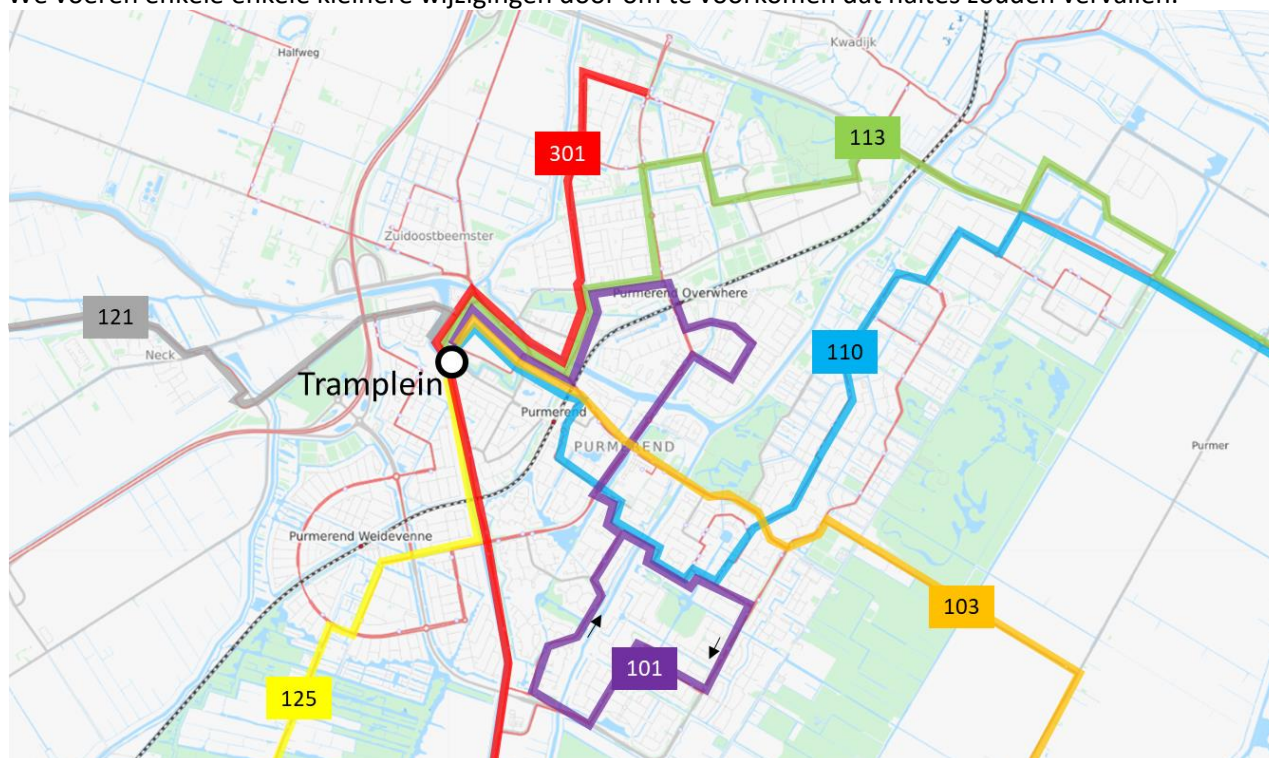 We voeren enkele enkele kleinere wijzigingen door om te voorkomen dat haltes zouden vervallen.
Halfweg
Kwadijk
301
113
Zuidoostbeemster
121
Purmerend Overwhere
Neck
110
Tramplein
Purmerend
PURMEREND
Purmer
Purmerend Weidevenne
103
101
125